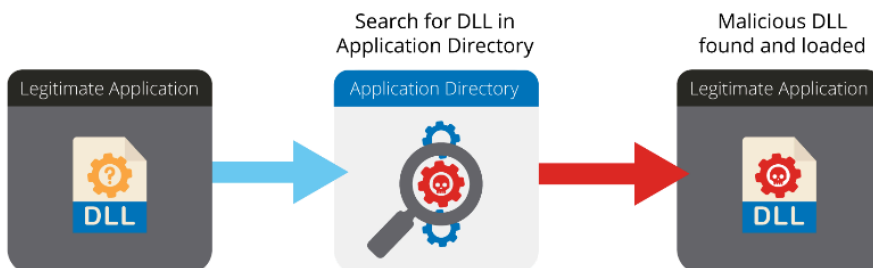 Search for DLL in
Application Directory
Malicious DLL
found and loaded
Legitimate Application
Application Directory
Legitimate Application
?
DLL
DLL